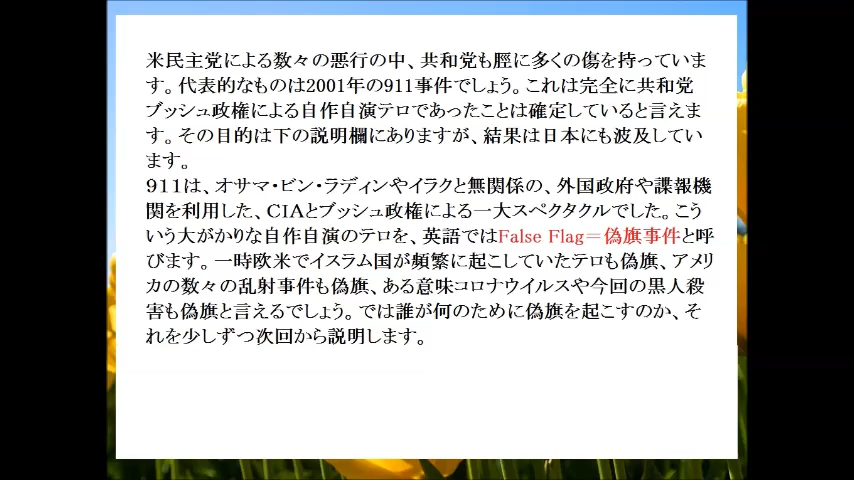 米民主党による数々の悪行の中、共和党も脛に多くの傷を持っていま
す。代表的なものは2001年の911事件でしょう。これは完全に共和党
ブッシュ政権による自作自演テロであったことは確定していると言えま
す。その目的は下の説明欄にありますが、結果は日本にも波及してい
ます。
９１１は、オサマ・ビン・ラディンやイラクと無関係の、外国政府や諜報機
関を利用した、ＣＩＡとブッシュ政権による一大スペクタクルでした。こう
いう大がかりな自作自演のテロを、英語ではFalse Flag＝偽旗事件と呼
びます。一時欧米でイスラム国が頻繁に起こしていたテロも偽旗、アメリ
カの数々の乱射事件も偽旗、ある意味コロナウイルスや今回の黒人殺
害も偽旗と言えるでしょう。では誰が何のために偽旗を起こすのか、そ
れを少しずつ次回から説明します。